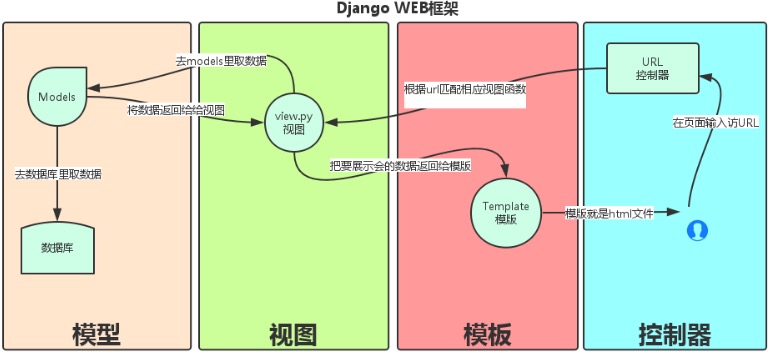 Django WEB框架
去models里取数据
URL
控制器
Models
根据url匹配相应视图函数
将数据返回给给视图
view.py
视图
在页面输入访URL
把要展示会的数据返回给模版
去数据库里取数据
Template
模版
模版就是html文件
数据库
模型
视图
模板
控制器